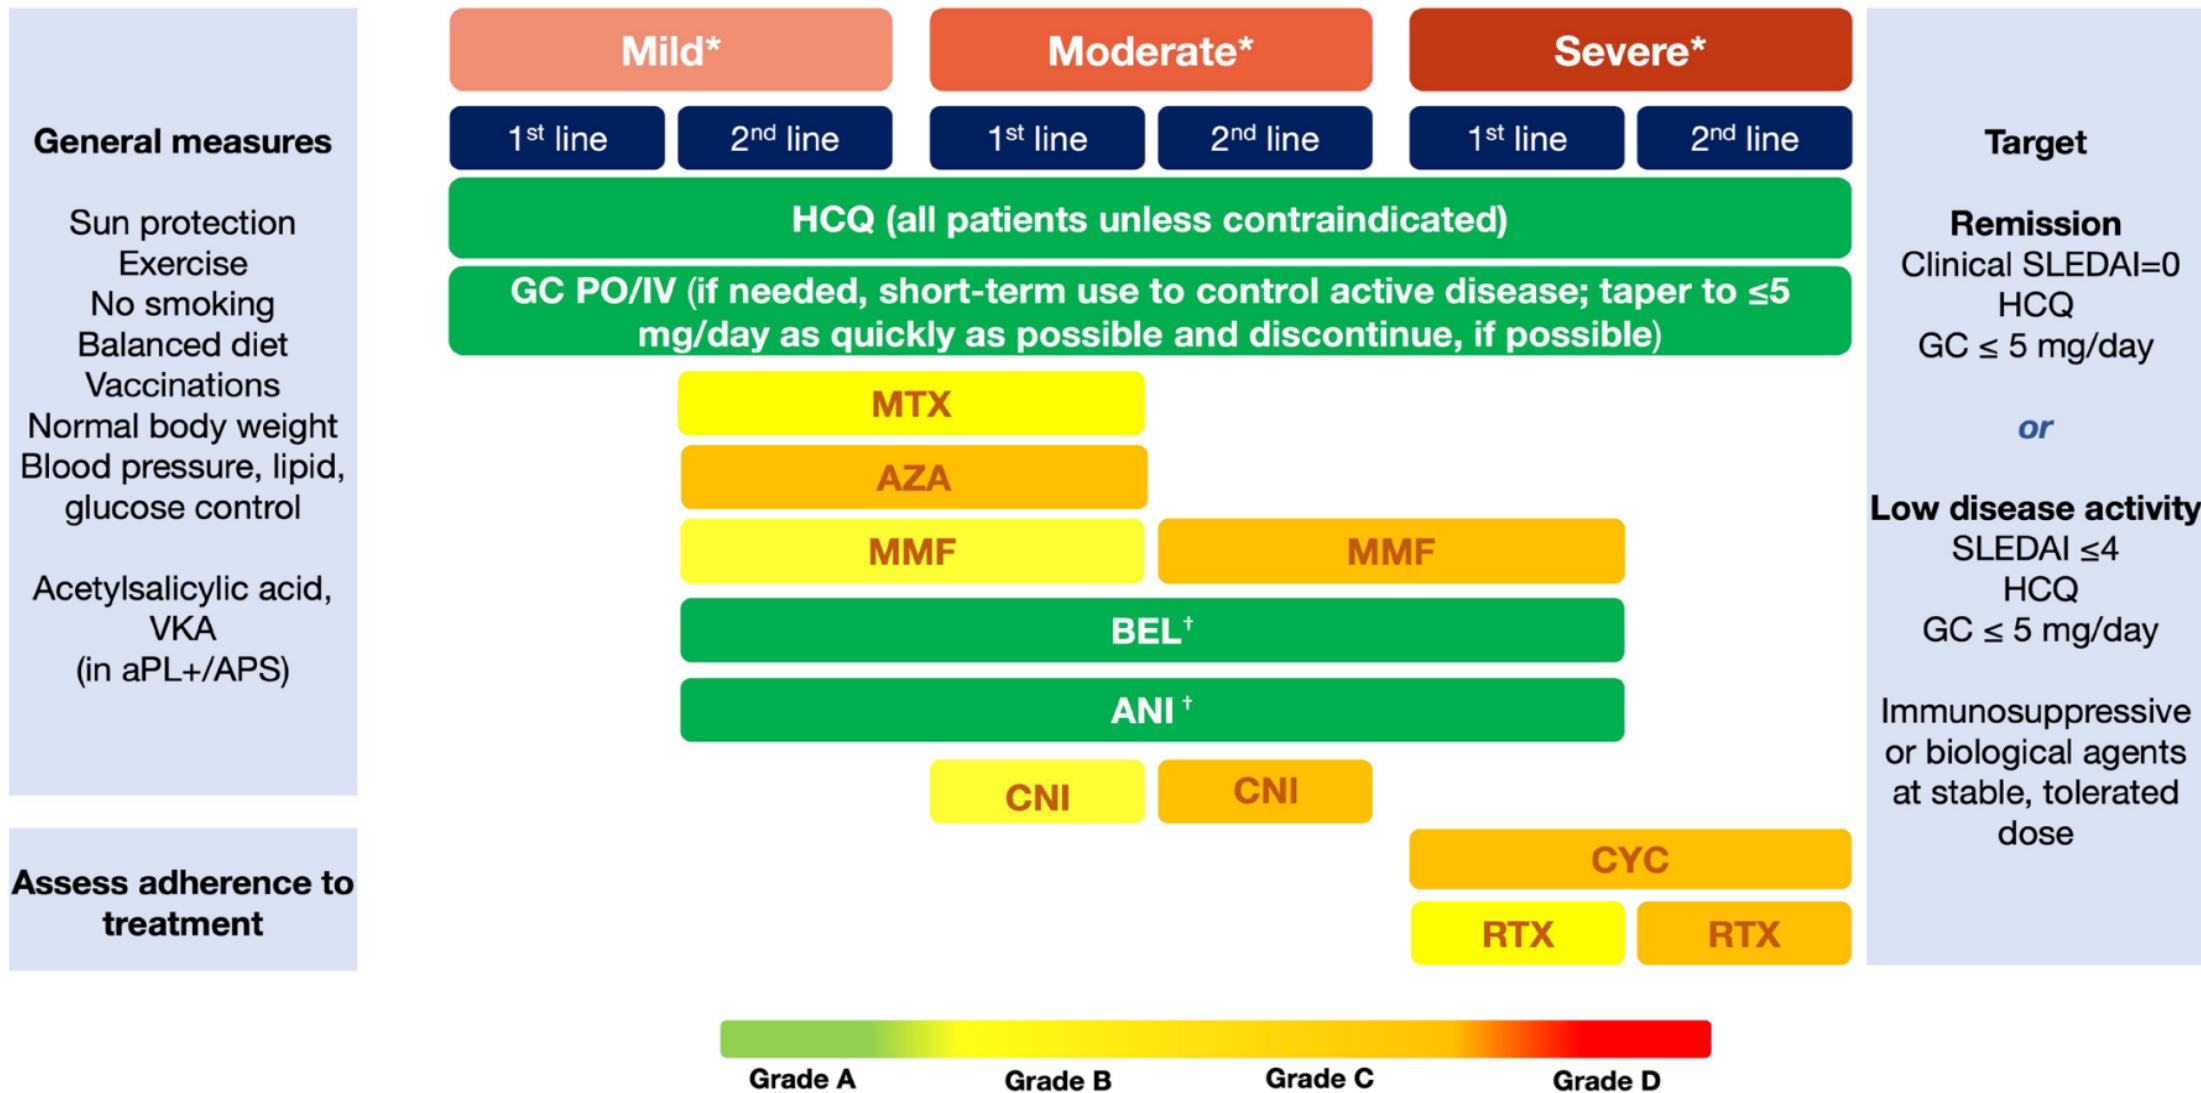 General measures
Sun protection
Exercise
No smoking
Balanced diet
Vaccinations
Normal body weight
Blood pressure, lipid,
glucose control
Acetylsalicylic acid,
VKA
(in aPL+/APS)
Assess adherence to
treatment
Mild*
Moderate*
Severe*
1st line
2nd line
1st line
2nd line
1st line
2nd line
HCQ (all patients unless contraindicated)
GC PO/IV (if needed, short-term use to control active disease; taper to ≤5
mg/day as quickly as possible and discontinue, if possible)
MTX
AZA
MMF
MMF
BEL†
ANI †
CNI
CNI
CYC
RTX
RTX
Grade A
Grade B
Grade C
Grade D
Target
Remission
Clinical SLEDAI=0
HCQ
GC ≤ 5 mg/day
or
Low disease activity
SLEDAI ≤4
HCQ
GC ≤ 5 mg/day
Immunosuppressive
or biological agents
at stable, tolerated
dose